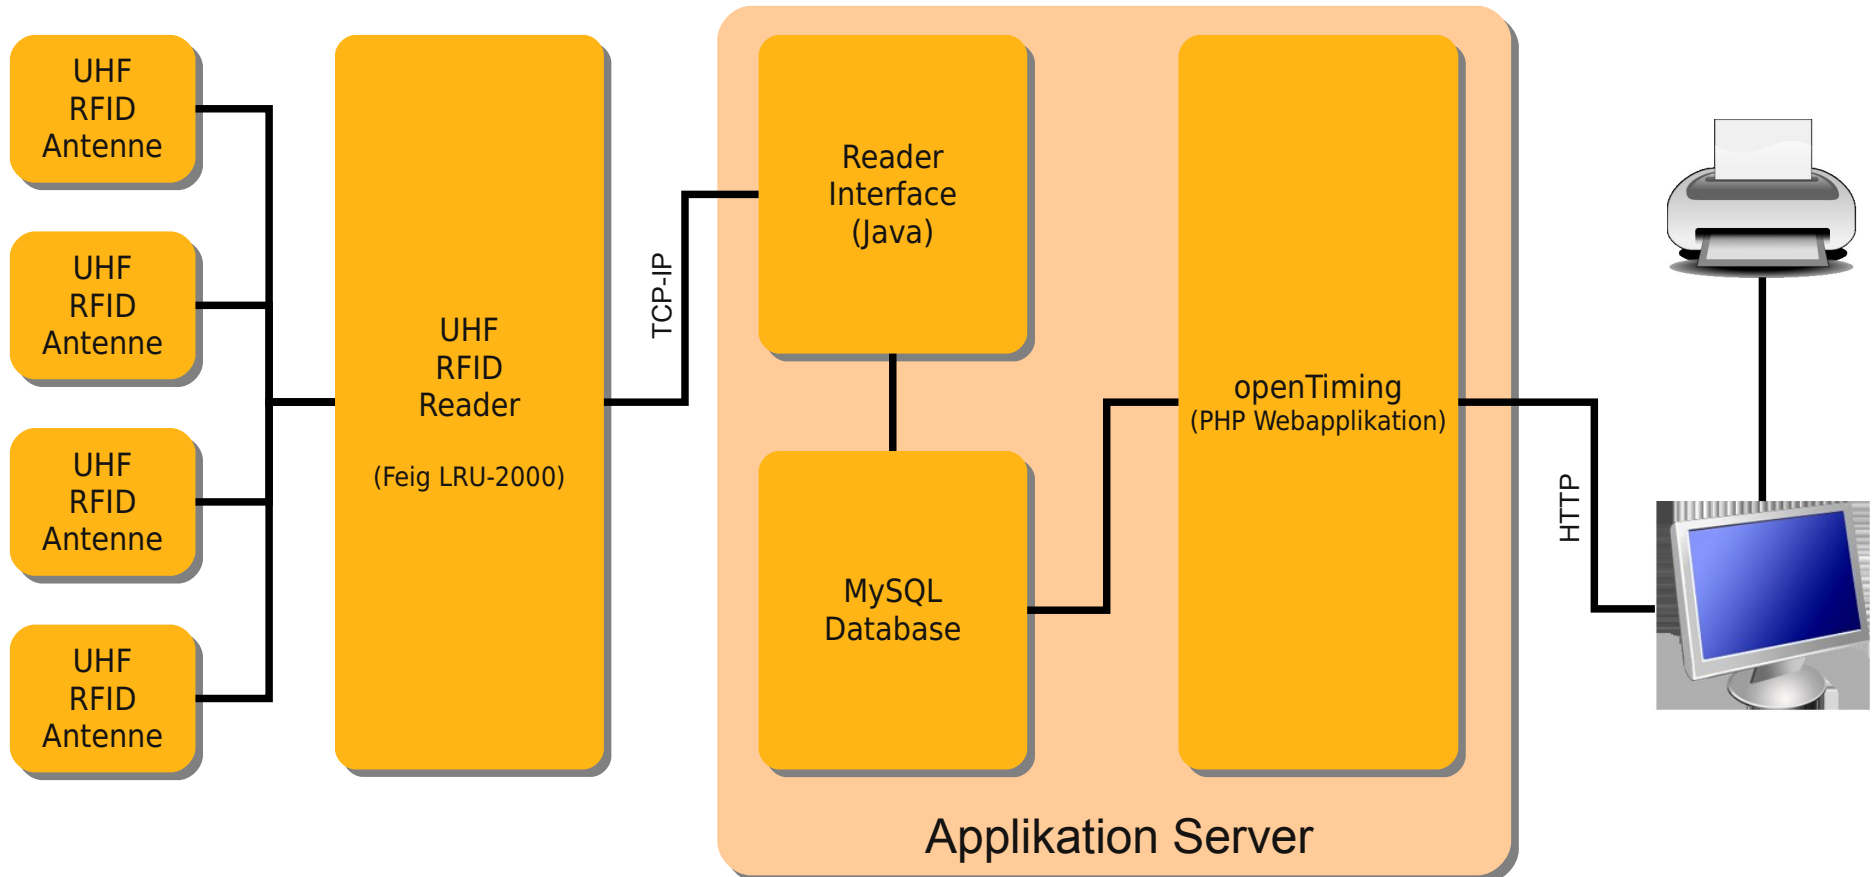 UHF
RFID
Antenne
UHF
RFID
Antenne
UHF
RFID
Antenne
UHF
RFID
Antenne
UHF
RFID
Reader
(Feig LRU-2000)
TCP-IP
Reader
Interface
(Java)
MySQL
Database
openTiming
(PHP Webapplikation)
HTTP
Applikation Server